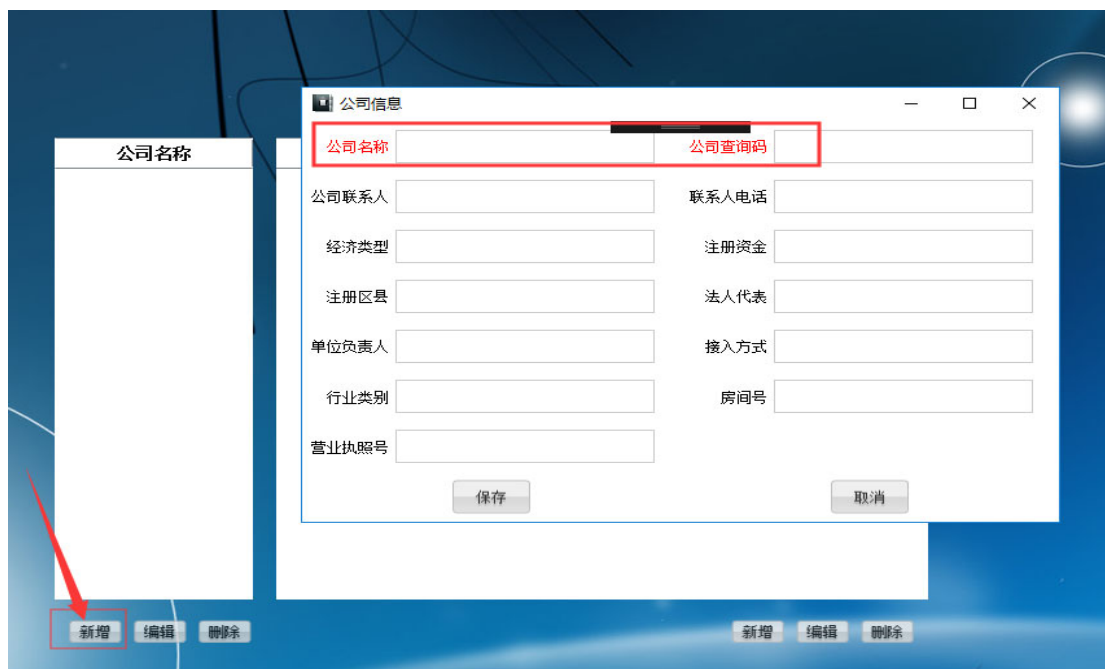 公司信息
公司名称
公司名称 公司查询码
公司联系人 联系人电话
经济类型 注册资金
注册区县 法人代表
单位负责人 接入方式
行业类别 房间号
营业执照号
保存 取消
新增 编辑 删除 新增 编辑 删除